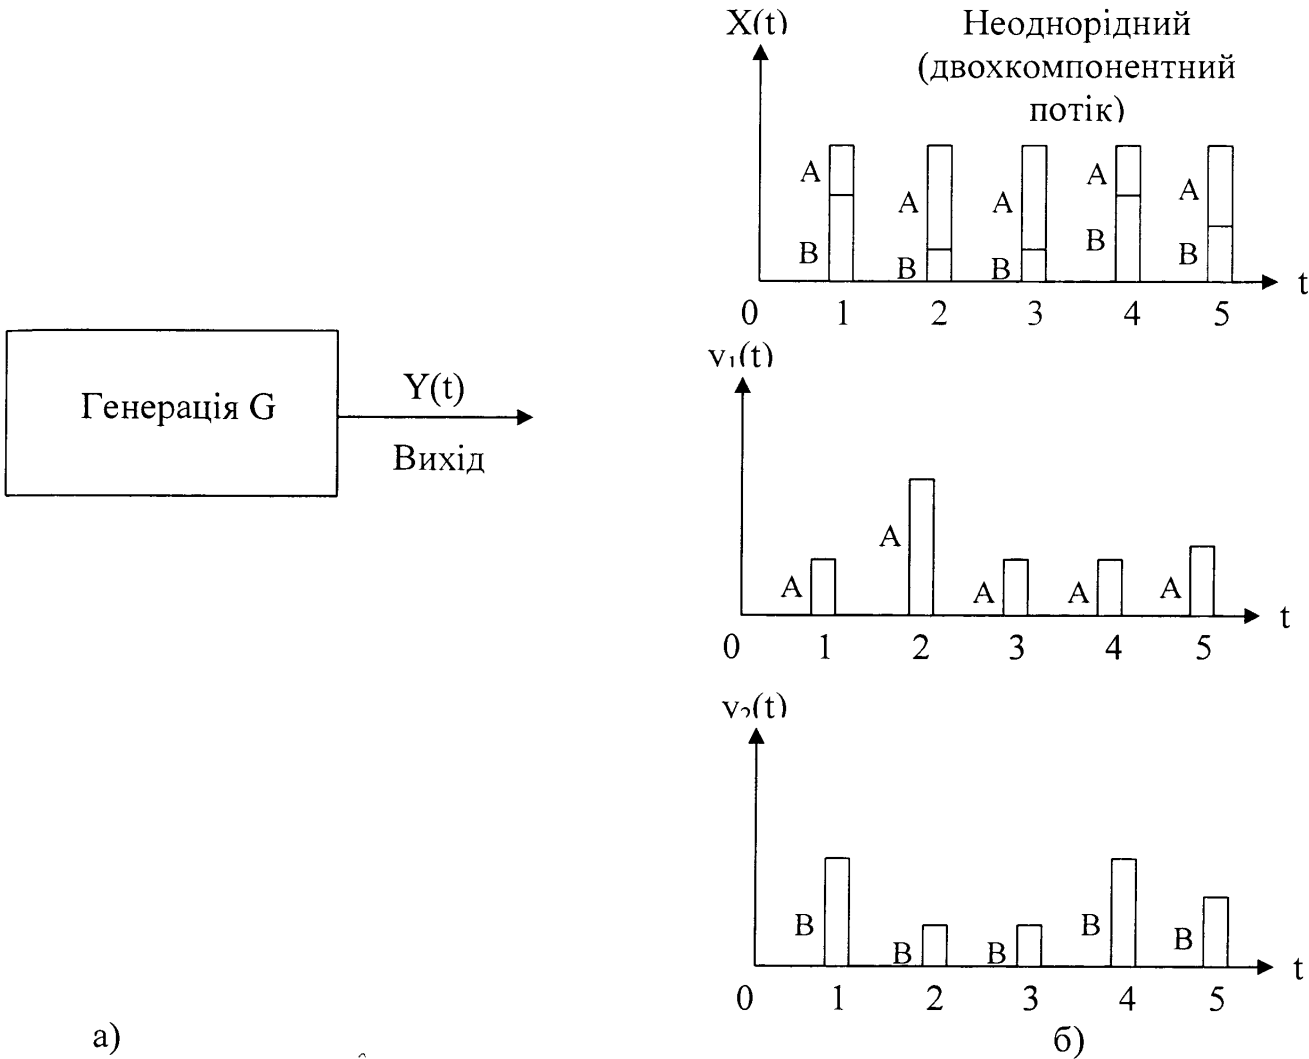 X(t)
Неоднорідний
(двохкомпонентний
потік)
A A A A A
B B B B B
t
0 1 2 3 4 5
Генерація G
Y(t)
Вихід
v₁(t)
A A A A A
t
0 1 2 3 4 5
v₂(t)
B B B B B
t
0 1 2 3 4 5
а)
б)